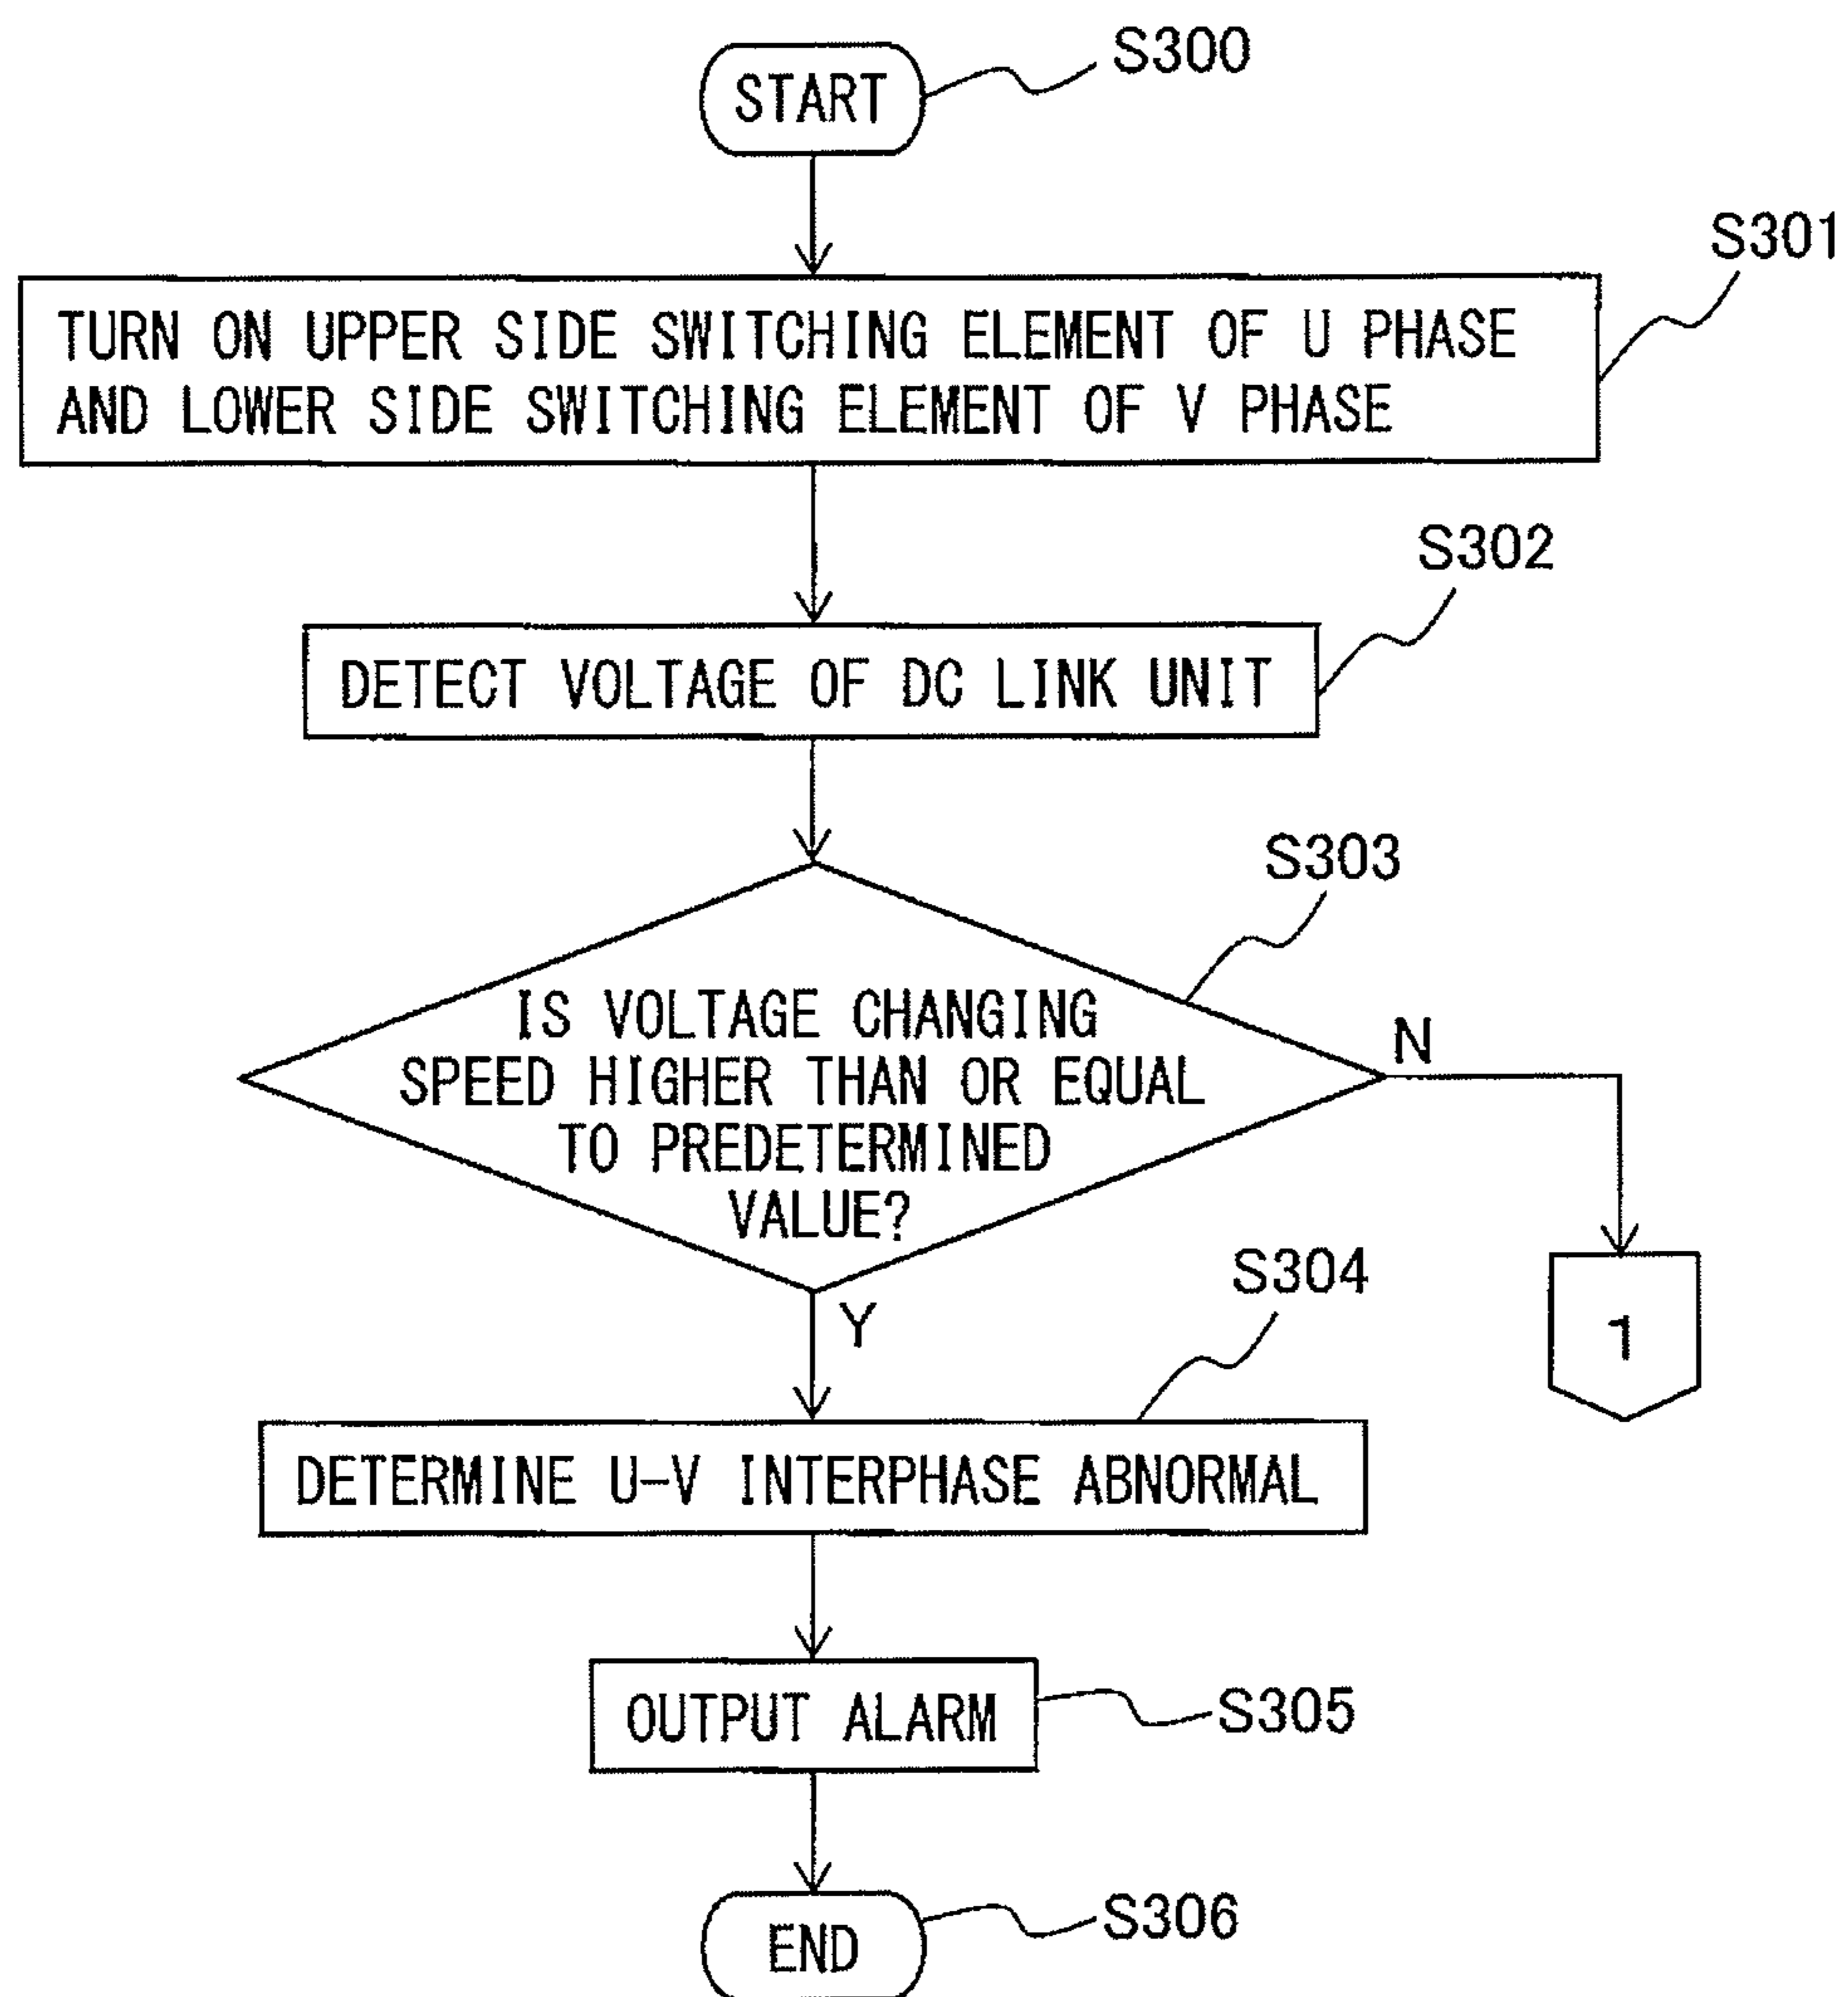 START
S300
S301
TURN ON UPPER SIDE SWITCHING ELEMENT OF U PHASE
AND LOWER SIDE SWITCHING ELEMENT OF V PHASE
S302
DETECT VOLTAGE OF DC LINK UNIT
S303
IS VOLTAGE CHANGING
SPEED HIGHER THAN OR EQUAL
TO PREDETERMINED
VALUE?
N
Y
1
S304
DETERMINE U-V INTERPHASE ABNORMAL
OUTPUT ALARM
S305
END
S306